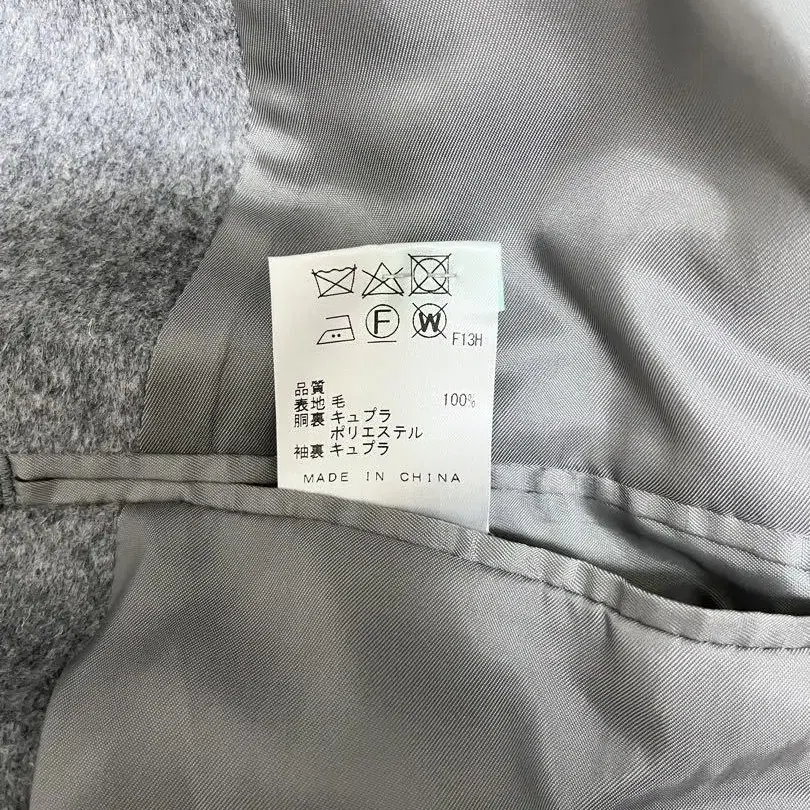 F W F13H
品質
表地 毛 100%
胴裏 キュプラ
ポリエステル
袖裏 キュプラ
MADE IN CHINA